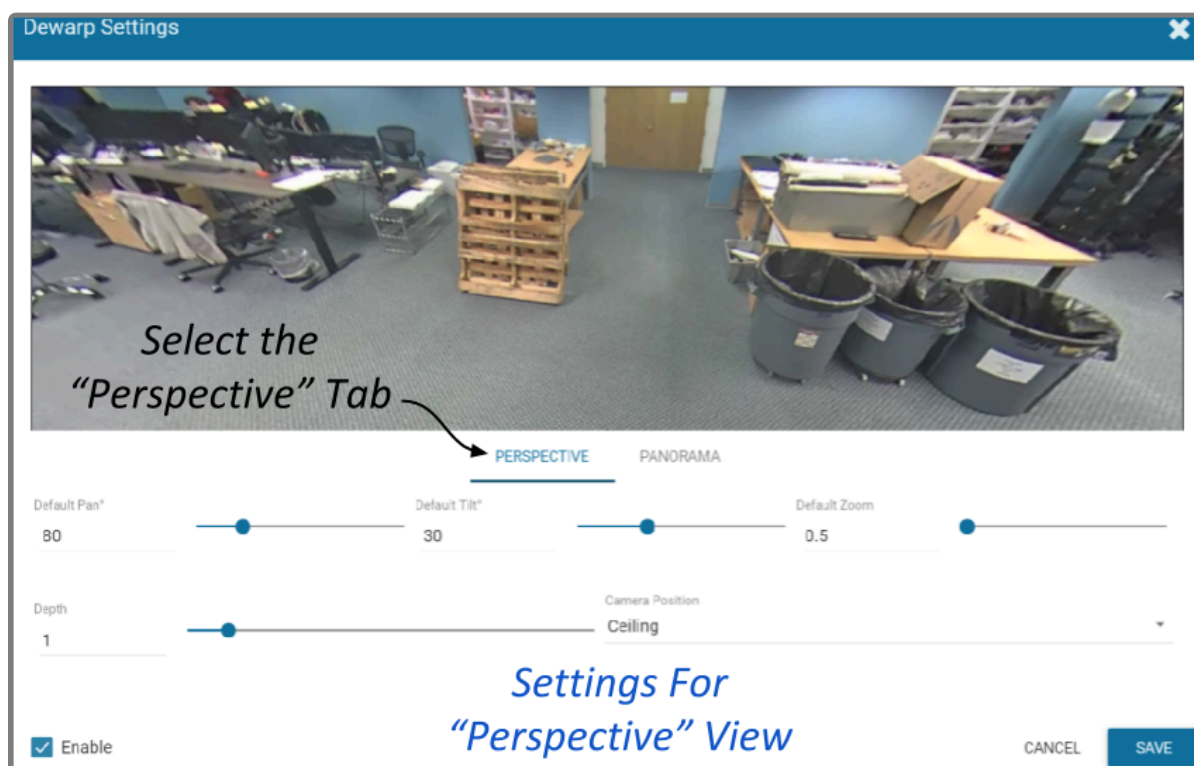 Dewarp Settings
Select the
“Perspective” Tab
PERSPECTIVE PANORAMA
Default Pan° Default Tilt° Default Zoom
80 30 0.5
Depth Camera Position
1 Ceiling
Settings For
“Perspective” View
Enable CANCEL SAVE